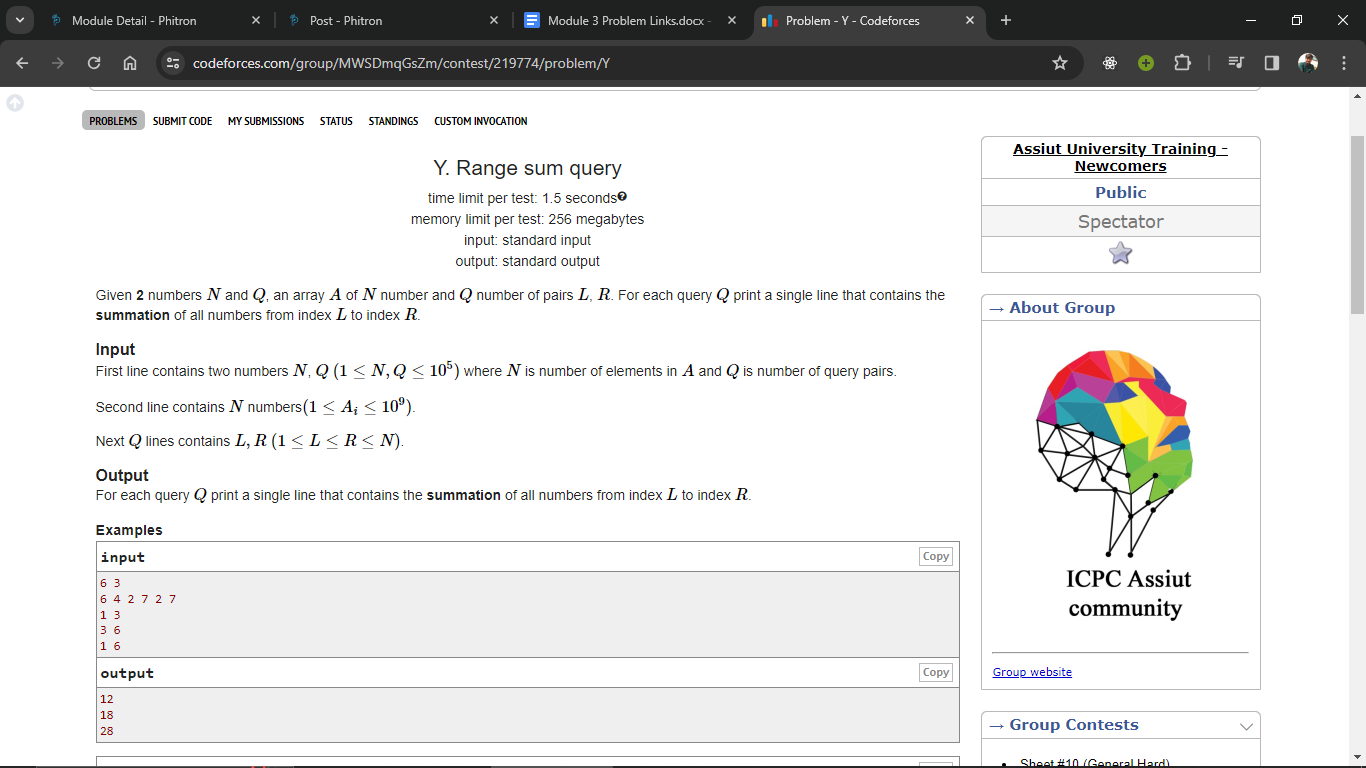 Module Detail - Phitron
Post - Phitron
Module 3 Problem Links.docx -
Problem - Y - Codeforces
codeforces.com/group/MWSDmqGsZm/contest/219774/problem/Y
PROBLEMS SUBMIT CODE MY SUBMISSIONS STATUS STANDINGS CUSTOM INVOCATION
Y. Range sum query
time limit per test: 1.5 seconds
memory limit per test: 256 megabytes
input: standard input
output: standard output
Given 2 numbers N and Q, an array A of N number and Q number of pairs L, R. For each query Q print a single line that contains the
summation of all numbers from index L to index R.
Input
First line contains two numbers N, Q (1 ≤ N, Q ≤ 10^5) where N is number of elements in A and Q is number of query pairs.
Second line contains N numbers(1 ≤ A_i ≤ 10^9).
Next Q lines contains L, R (1 ≤ L ≤ R ≤ N).
Output
For each query Q print a single line that contains the summation of all numbers from index L to index R.
Examples
input
Copy
6 3
6 4 2 7 2 7
1 3
3 6
1 6
output
Copy
12
18
28
Assiut University Training -
Newcomers
Public
Spectator
→ About Group
ICPC Assiut
community
Group website
→ Group Contests
Sheet #10 (General Hard)